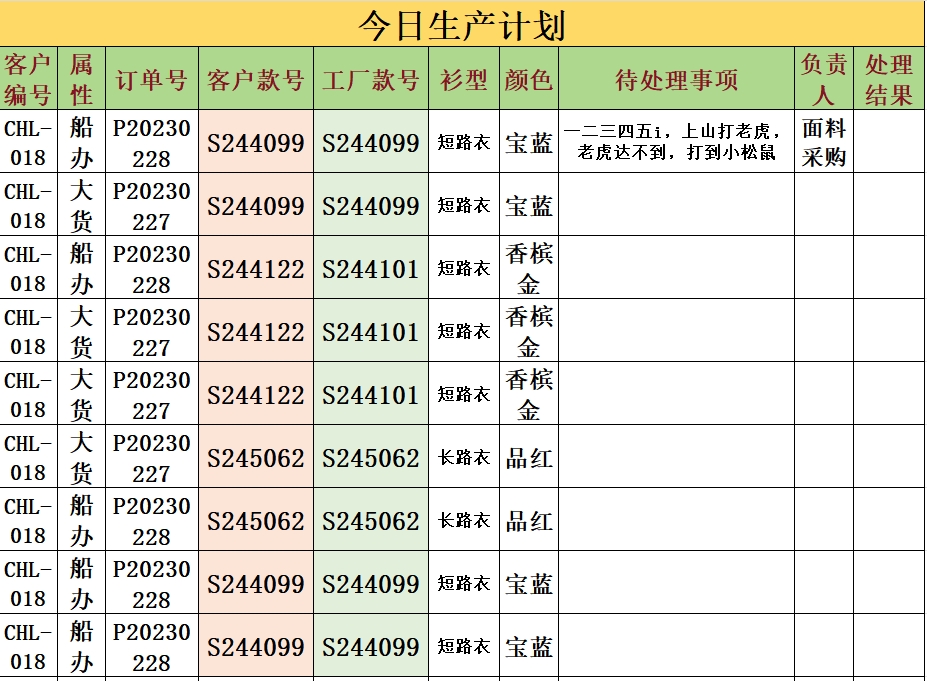 今日生产计划
客户编号 属性 订单号 客户款号 工厂款号 衫型 颜色 待处理事项 负责人 处理结果
CHL-018 船办 P20230228 S244099 S244099 短路衣 宝蓝 一二三四五i，上山打老虎，老虎达不到，打到小松鼠 面料采购
CHL-018 大货 P20230227 S244099 S244099 短路衣 宝蓝
CHL-018 船办 P20230228 S244122 S244101 短路衣 香槟金
CHL-018 大货 P20230227 S244122 S244101 短路衣 香槟金
CHL-018 大货 P20230227 S244122 S244101 短路衣 香槟金
CHL-018 大货 P20230227 S245062 S245062 长路衣 品红
CHL-018 船办 P20230228 S245062 S245062 长路衣 品红
CHL-018 船办 P20230228 S244099 S244099 短路衣 宝蓝
CHL-018 船办 P20230228 S244099 S244099 短路衣 宝蓝